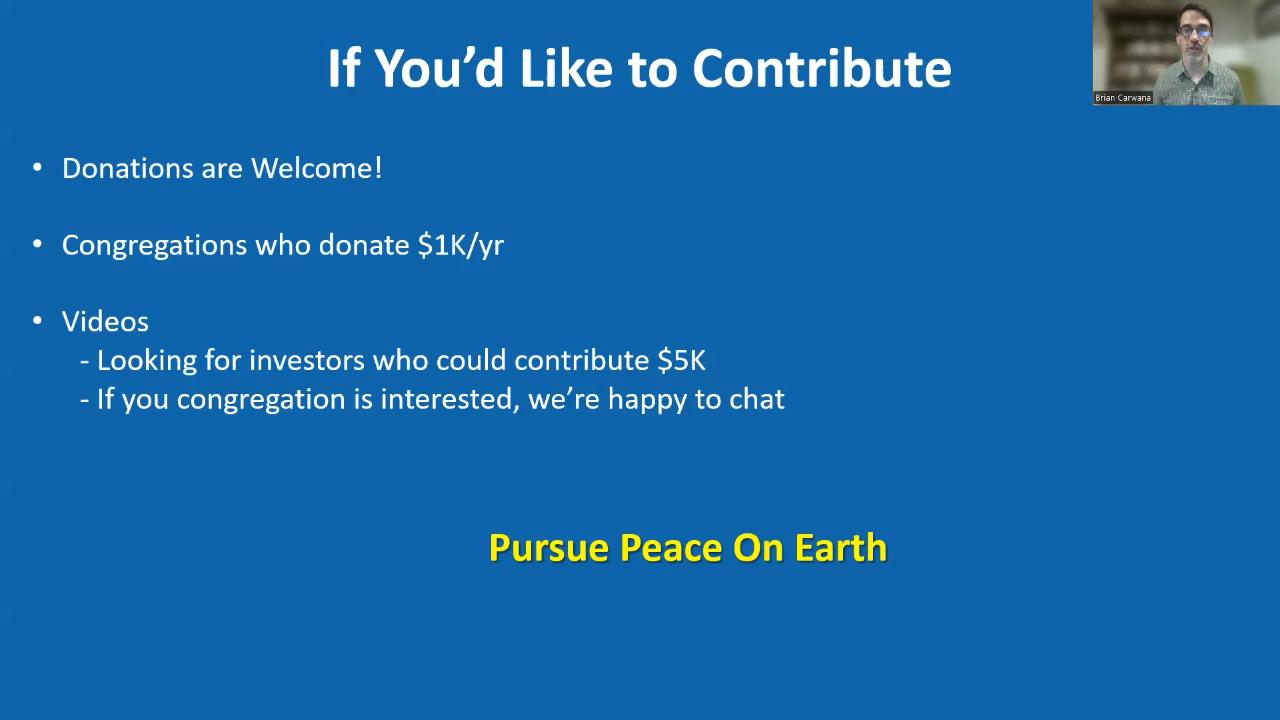 If You’d Like to Contribute
Brian Carwana
• Donations are Welcome!
• Congregations who donate $1K/yr
• Videos
- Looking for investors who could contribute $5K
- If you congregation is interested, we’re happy to chat
Pursue Peace On Earth